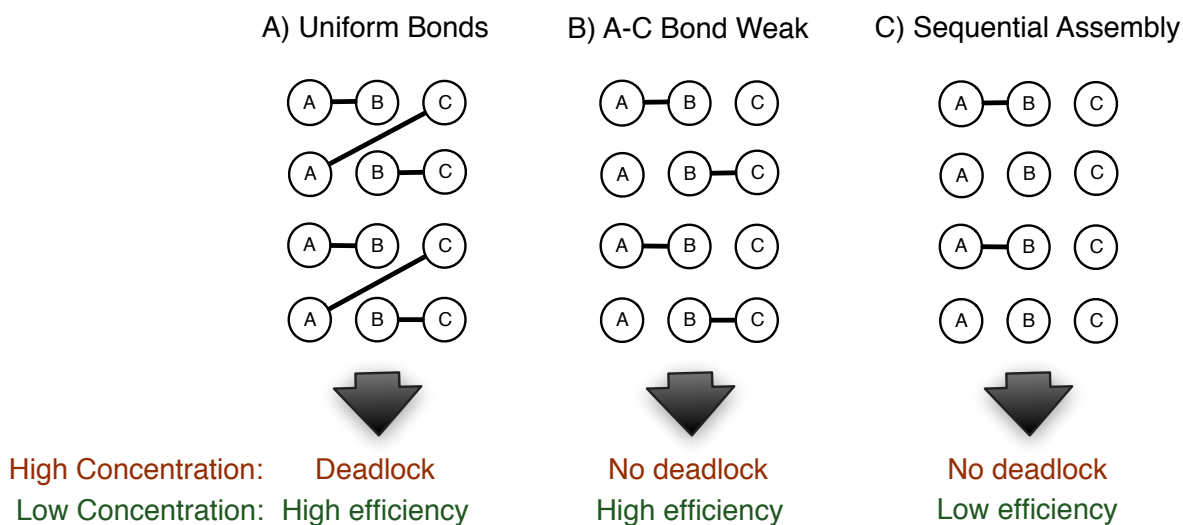 A) Uniform Bonds B) A-C Bond Weak C) Sequential Assembly
A B C A B C A B C
A B C A B C A B C
A B C A B C A B C
A B C A B C A B C
High Concentration: Deadlock No deadlock No deadlock
Low Concentration: High efficiency High efficiency Low efficiency